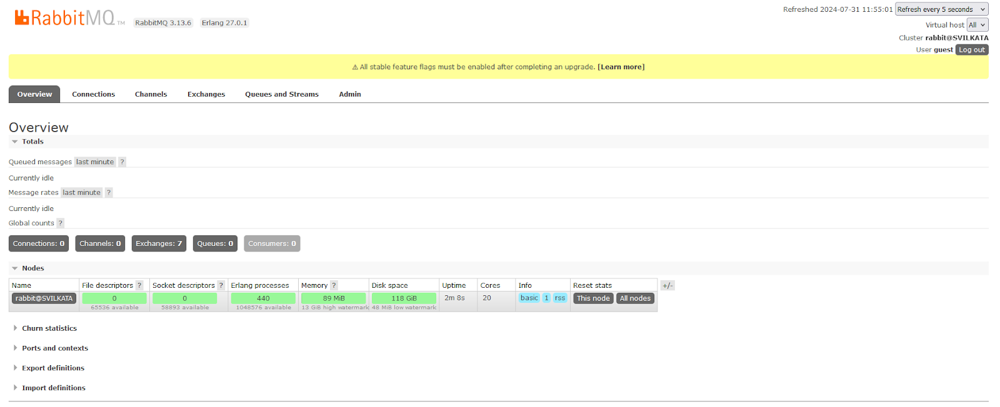 RabbitMQ TM RabbitMQ 3.13.6 Erlang 27.0.1
Refreshed 2024-07-31 11:55:01 Refresh every 5 seconds
Virtual host All
Cluster rabbit@SVILKATA
User guest Log out
⚠ All stable feature flags must be enabled after completing an upgrade. [Learn more]
Overview Connections Channels Exchanges Queues and Streams Admin
Overview
Totals
Queued messages last minute ?
Currently idle
Message rates last minute ?
Currently idle
Global counts ?
Connections: 0 Channels: 0 Exchanges: 7 Queues: 0 Consumers: 0
Nodes
Name File descriptors ? Socket descriptors ? Erlang processes Memory ? Disk space Uptime Cores Info Reset stats +/-
rabbit@SVILKATA 0 0 440 89 MiB 118 GiB 2m 8s 20 basic 1 rss This node All nodes
65536 available 58893 available 1048576 available 13 GiB high watermark 48 MiB low watermark
Churn statistics
Ports and contexts
Export definitions
Import definitions